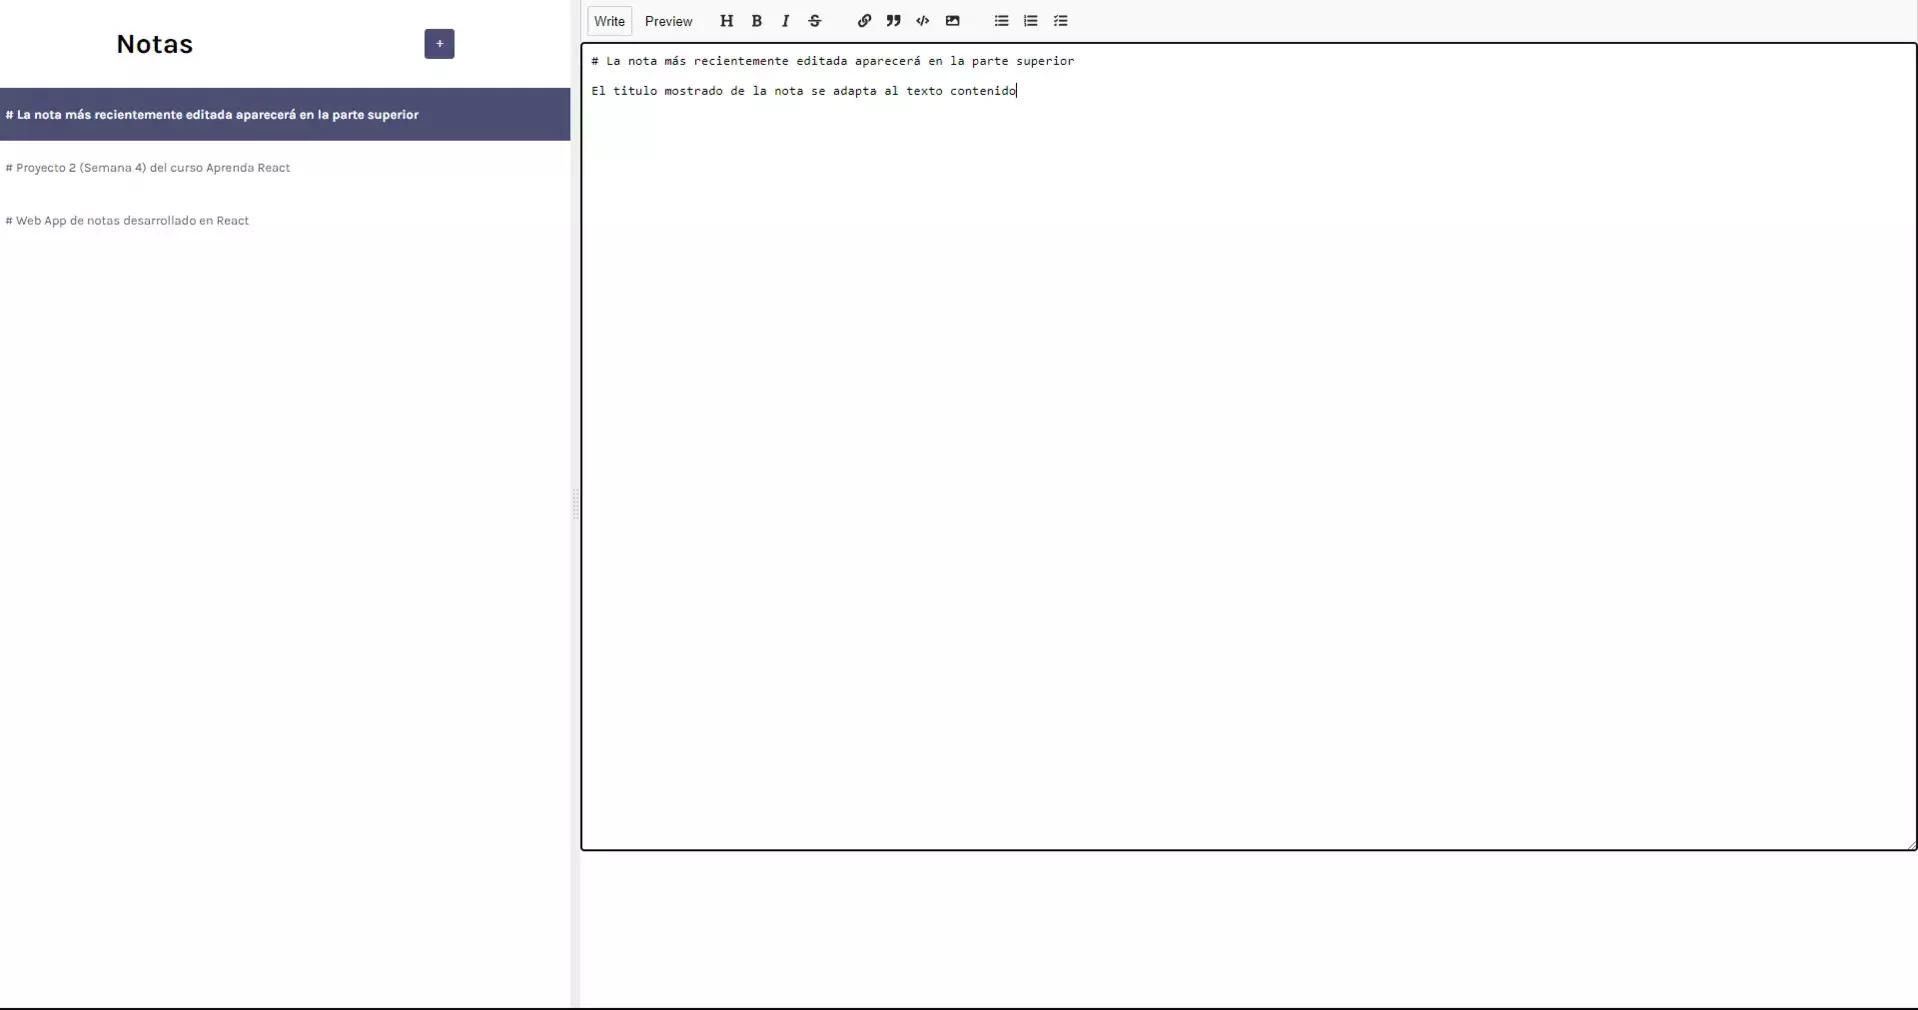 Notas
+
# La nota más recientemente editada aparecerá en la parte superior
# Proyecto 2 (Semana 4) del curso Aprenda React
# Web App de notas desarrollado en React
Write Preview H B I S
# La nota más recientemente editada aparecerá en la parte superior
El titulo mostrado de la nota se adapta al texto contenido